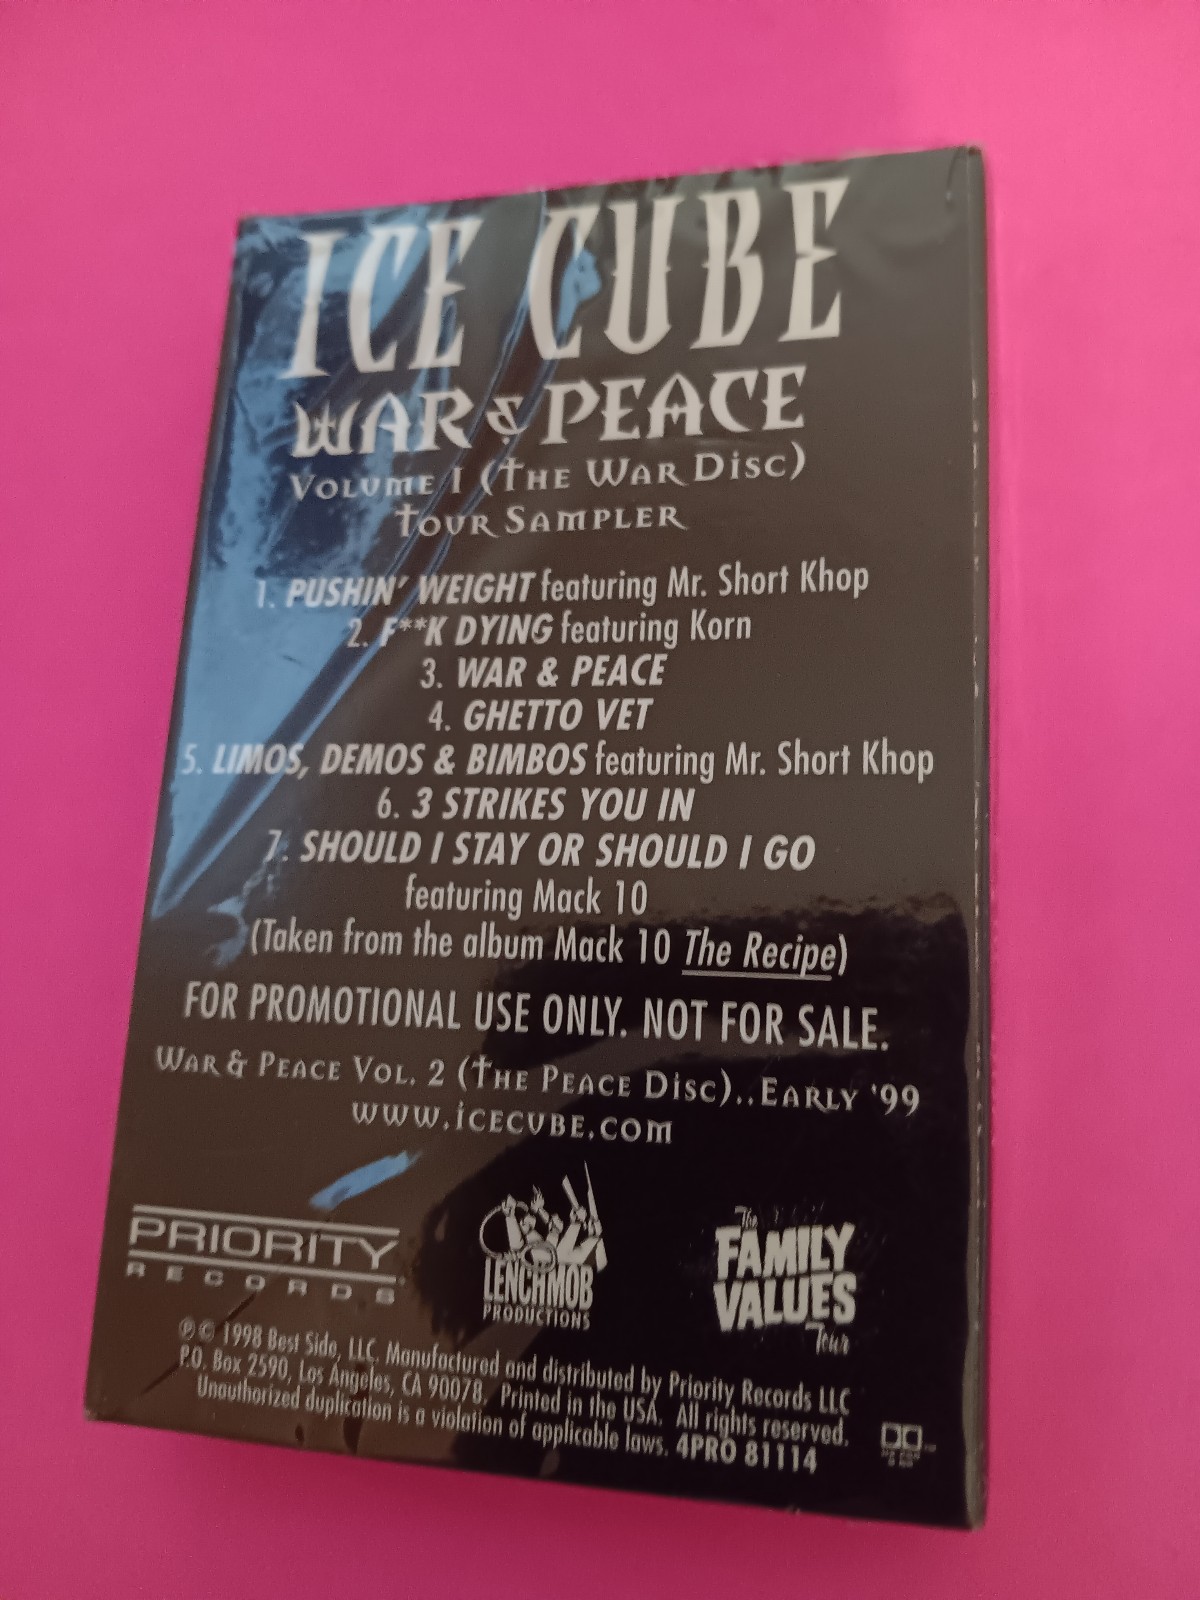 ICE CUBE
WAR & PEACE
VOLUME 1 (THE WAR DISC)
TOUR SAMPLER
1. PUSHIN' WEIGHT featuring Mr. Short Khop
2. F**K DYING featuring Korn
3. WAR & PEACE
4. GHETTO VET
5. LIMOS, DEMOS & BIMBOS featuring Mr. Short Khop
6. 3 STRIKES YOU IN
7. SHOULD I STAY OR SHOULD I GO
featuring Mack 10
(Taken from the album Mack 10 The Recipe)
FOR PROMOTIONAL USE ONLY. NOT FOR SALE.
WAR & PEACE VOL. 2 (THE PEACE DISC)..EARLY '99
WWW.ICECUBE.COM
PRIORITY
RECORDS
LENCHMOB
PRODUCTIONS
The
FAMILY
VALUES
Tour
℗© 1998 Best Side, LLC. Manufactured and distributed by Priority Records LLC
P.O. Box 2590, Los Angeles, CA 90078. Printed in the USA. All rights reserved.
Unauthorized duplication is a violation of applicable laws. 4PRO 81114